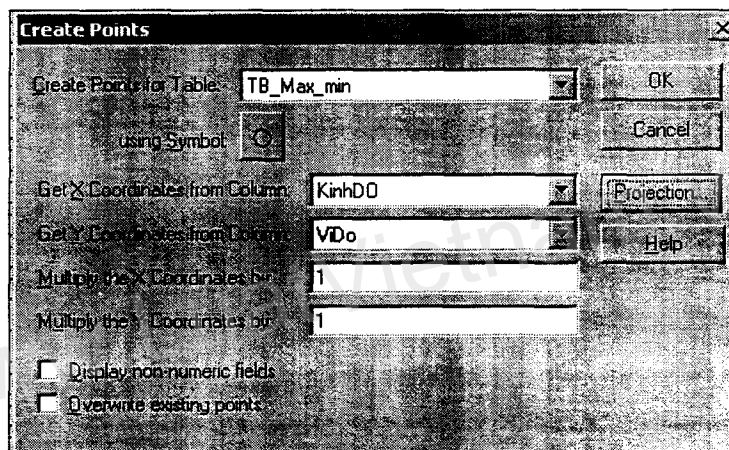 Create Points
Create Points for Table: TB_Max_min OK
using Symbol: Cancel
Get X Coordinates from Column: KinhDO Projection...
Get Y Coordinates from Column: ViDo Help
Multiply the X Coordinates by: 1
Multiply the Y Coordinates by: 1
Display non-numeric fields
Overwrite existing points